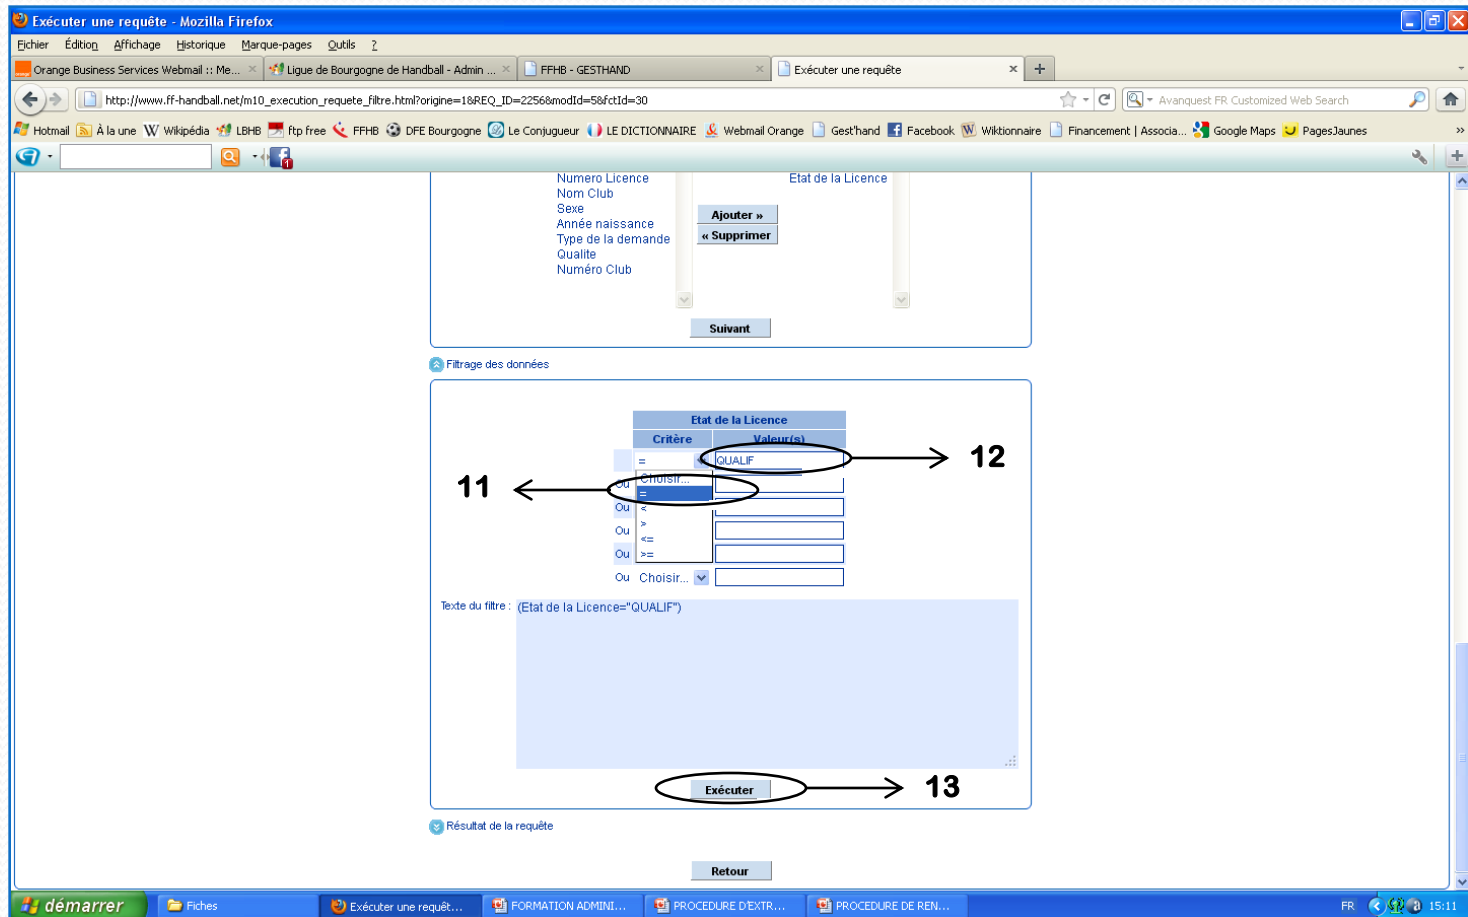 Exécuter une requête - Mozilla Firefox
Fichier Édition Affichage Historique Marque-pages Outils ?
Orange Business Services Webmail :: Me... Ligue de Bourgogne de Handball - Admin ... FFHB - GESTHAND Exécuter une requête
http://www.ff-handball.net/m10_execution_requete_filtre.html?origine=1&REQ_ID=2256&modId=5&fctId=30 Avanquest FR Customized Web Search
Hotmail À la une Wikipédia LBHB ftp free FFHB DFE Bourgogne Le Conjugueur LE DICTIONNAIRE Webmail Orange Gest'hand Facebook Wiktionnaire Financement | Associa... Google Maps PagesJaunes »
1
Numero Licence Etat de la Licence
Nom Club
Sexe
Ajouter »
Année naissance
Type de la demande
« Supprimer
Qualite
Numéro Club
Suivant
Filtrage des données
Etat de la Licence
Critère Valeur(s)
= QUALIF 12
Choisir...
11 Ou =
Ou <
Ou >
<=
Ou >=
Ou Choisir...
Texte du filtre : (Etat de la Licence="QUALIF")
Exécuter 13
Résultat de la requête
Retour
démarrer Fiches Exécuter une requêt... FORMATION ADMINI... PROCEDURE D'EXTR... PROCEDURE DE REN... FR 15:11